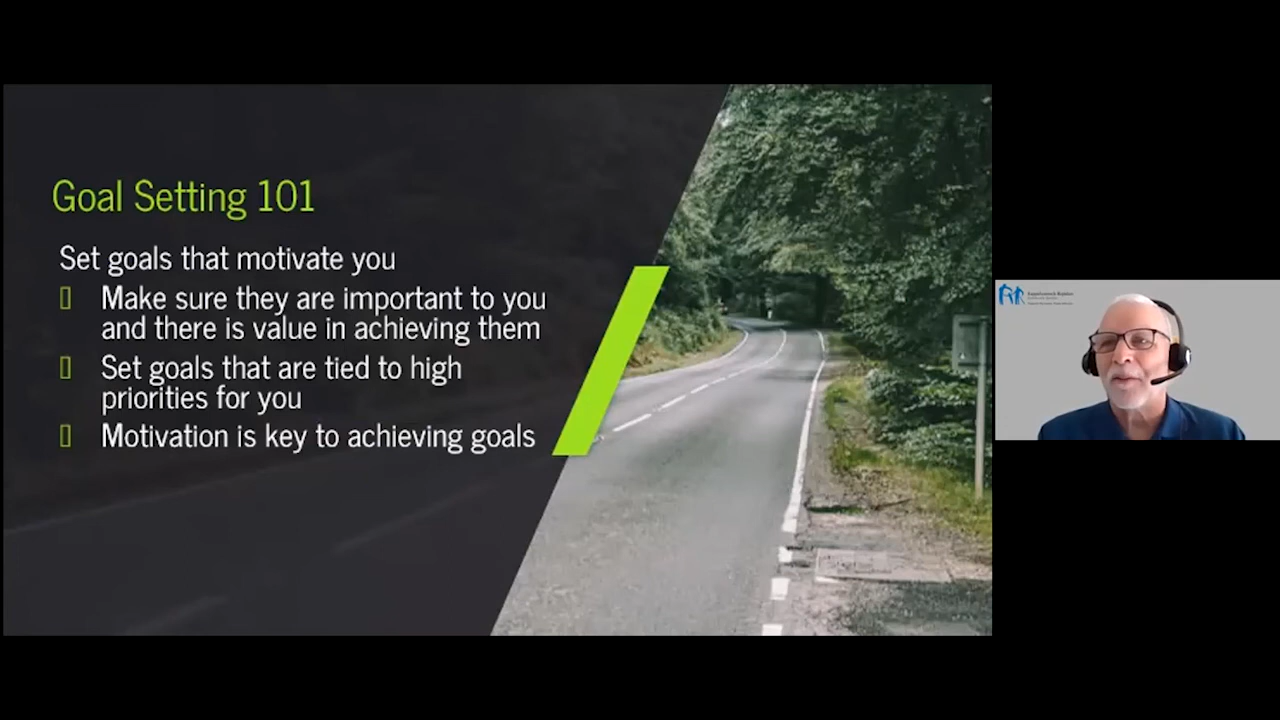 Goal Setting 101
Set goals that motivate you
Make sure they are important to you
and there is value in achieving them
Set goals that are tied to high
priorities for you
Motivation is key to achieving goals